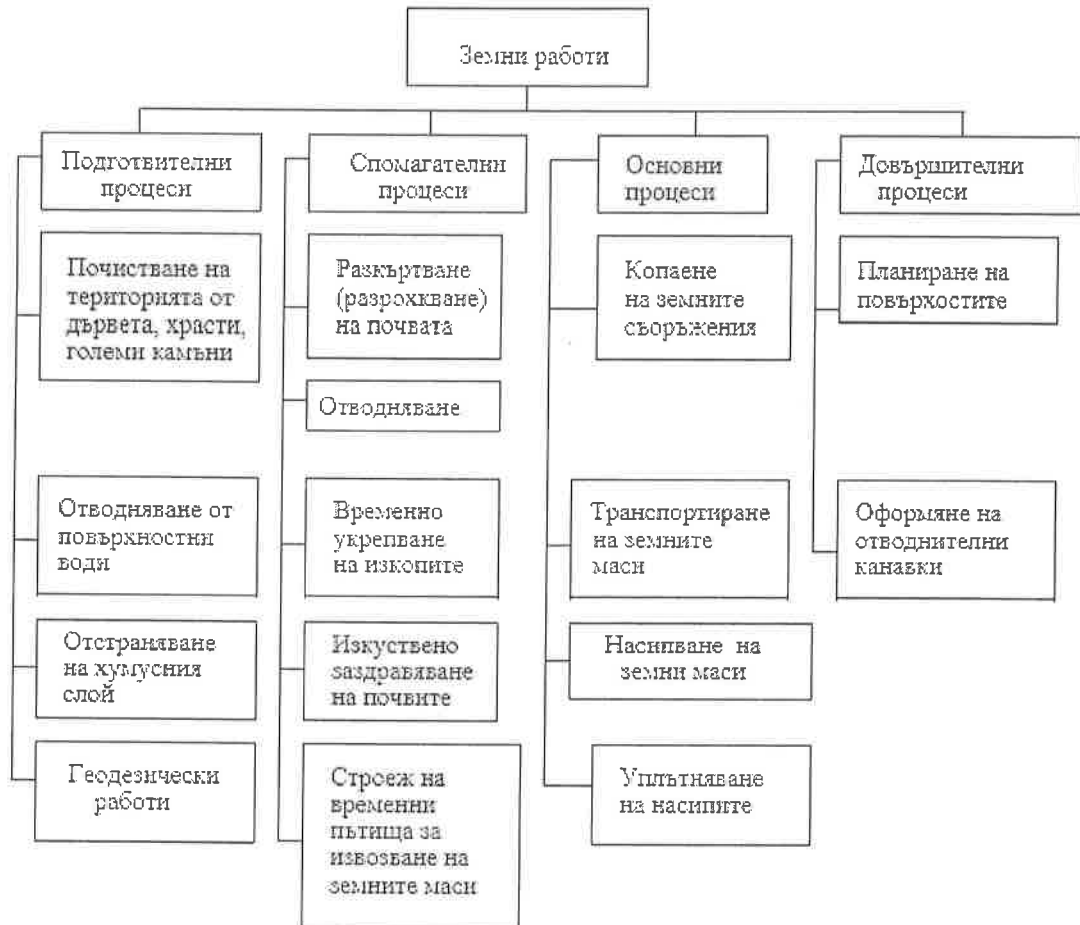 Земни работи
Подготвителни
процеси
Почистване на
територията от
дървета, храсти,
големи камъни
Отводняване от
повърхностни
води
Отстраняване
на хумусния
слой
Геодезически
работи
Спомагателни
процеси
Разкъртване
(разрохкване)
на почвата
Отводняване
Временно
укрепване
на изкопите
Изкуствено
заздравяване
на почвите
Строеж на
временни
пътища за
извозване на
земните маси
Основни
процеси
Копаене
на земните
съоръжения
Транспортиране
на земните
маси
Насипване на
земни маси
Уплътняване
на насипите
Довършителни
процеси
Планиране на
повърхостите
Оформяне на
отводнителни
канавки